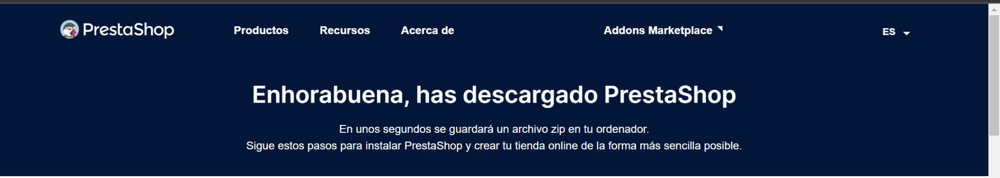 PrestaShop Productos Recursos Acerca de Addons Marketplace ES
Enhorabuena, has descargado PrestaShop
En unos segundos se guardará un archivo zip en tu ordenador.
Sigue estos pasos para instalar PrestaShop y crear tu tienda online de la forma más sencilla posible.